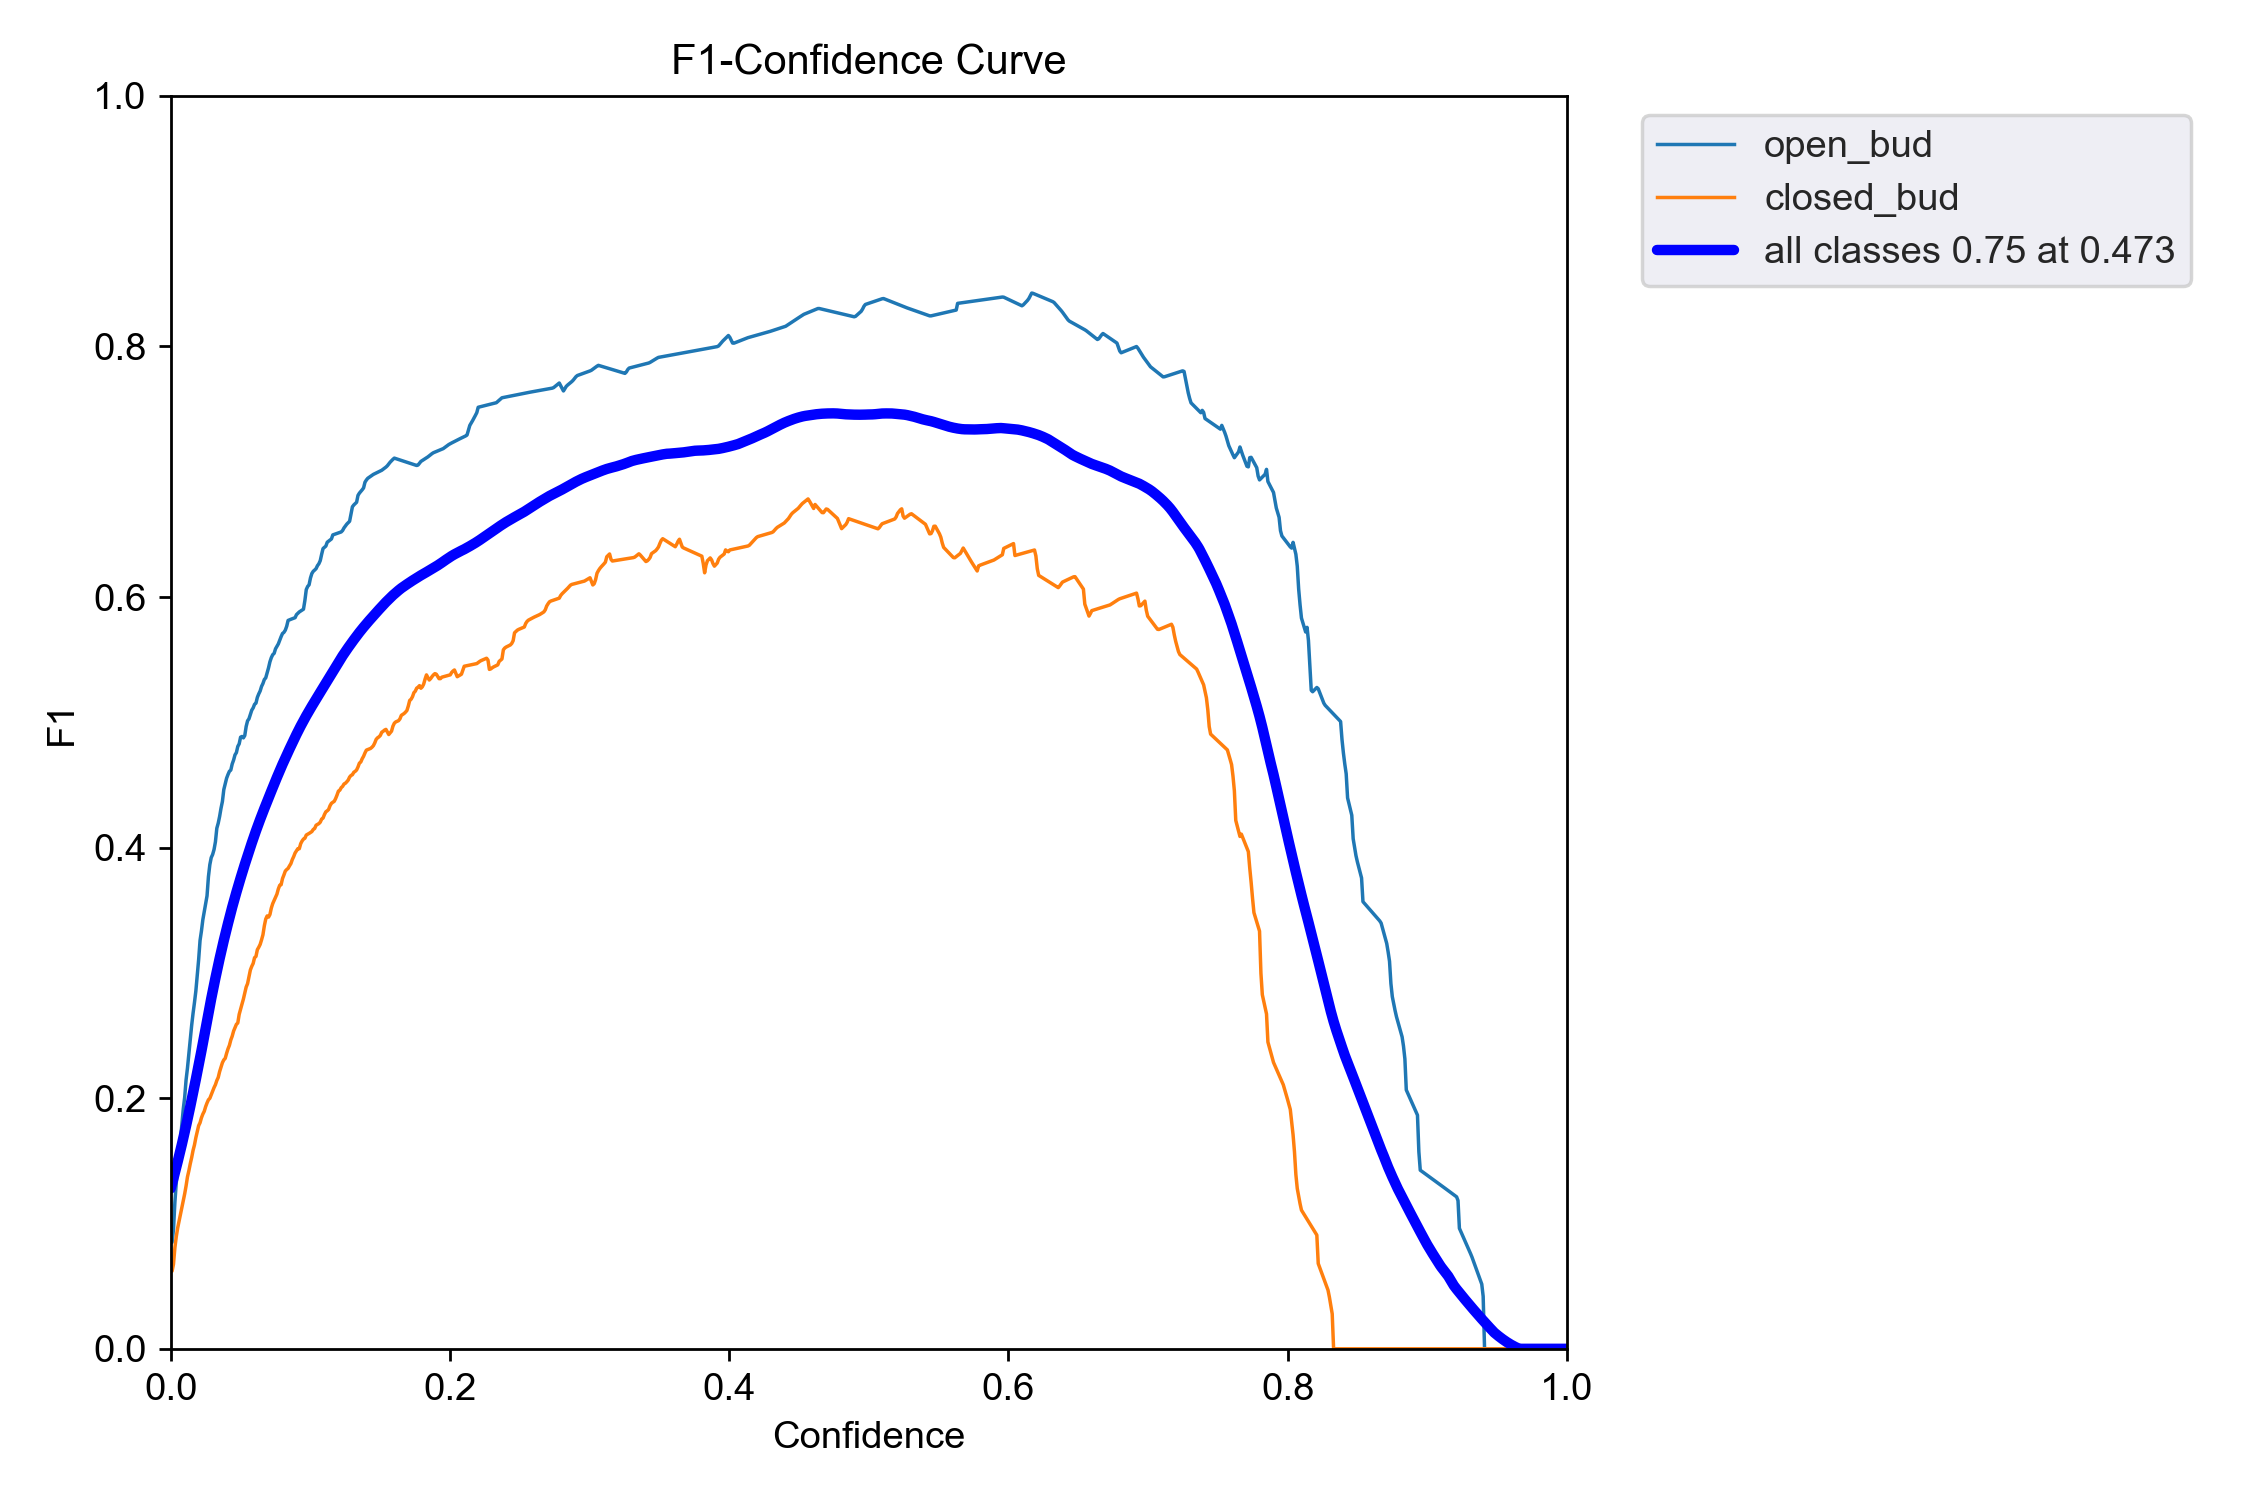 F1-Confidence Curve
open_bud
closed_bud
all classes 0.75 at 0.473
1.0
0.8
0.6
0.4
0.2
0.0
F1
0.0 0.2 0.4 0.6 0.8 1.0
Confidence